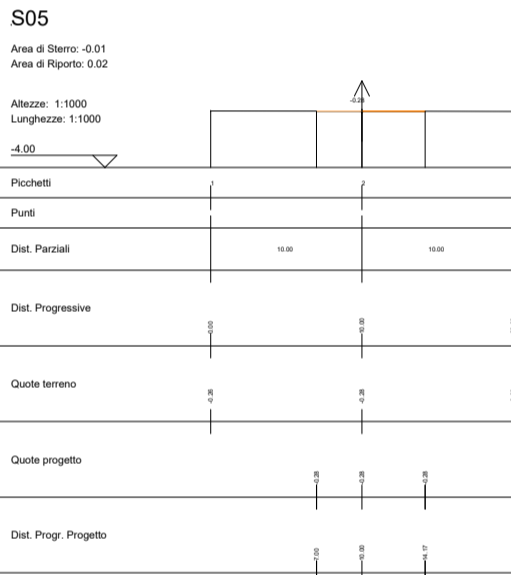 S05
Area di Sterro: -0.01
Area di Riporto: 0.02
Altezze: 1:1000
Lunghezze: 1:1000
-4.00
-0.28
Picchetti
1
2
Punti
Dist. Parziali
10.00
10.00
Dist. Progressive
0.00
10.00
Quote terreno
-0.28
Quote progetto
-0.28
-0.28
-0.28
Dist. Progr. Progetto
7.00
10.00
14.17